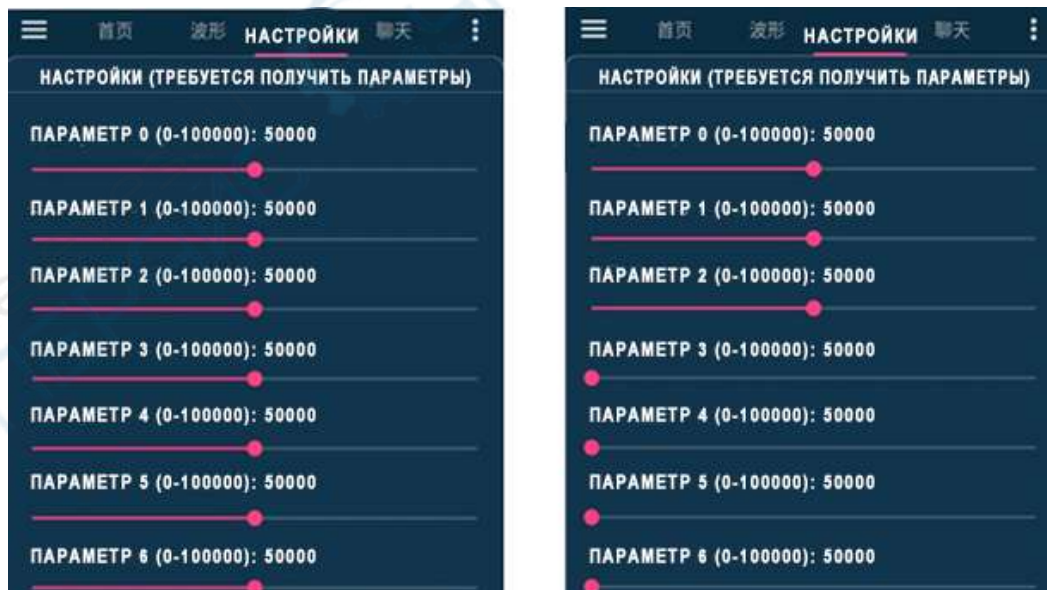 首页 波形 НАСТРОЙКИ 聊天
НАСТРОЙКИ (ТРЕБУЕТСЯ ПОЛУЧИТЬ ПАРАМЕТРЫ)
ПАРАМЕТР 0 (0-100000): 50000
ПАРАМЕТР 1 (0-100000): 50000
ПАРАМЕТР 2 (0-100000): 50000
ПАРАМЕТР 3 (0-100000): 50000
ПАРАМЕТР 4 (0-100000): 50000
ПАРАМЕТР 5 (0-100000): 50000
ПАРАМЕТР 6 (0-100000): 50000
首页 波形 НАСТРОЙКИ 聊天
НАСТРОЙКИ (ТРЕБУЕТСЯ ПОЛУЧИТЬ ПАРАМЕТРЫ)
ПАРАМЕТР 0 (0-100000): 50000
ПАРАМЕТР 1 (0-100000): 50000
ПАРАМЕТР 2 (0-100000): 50000
ПАРАМЕТР 3 (0-100000): 50000
ПАРАМЕТР 4 (0-100000): 50000
ПАРАМЕТР 5 (0-100000): 50000
ПАРАМЕТР 6 (0-100000): 50000